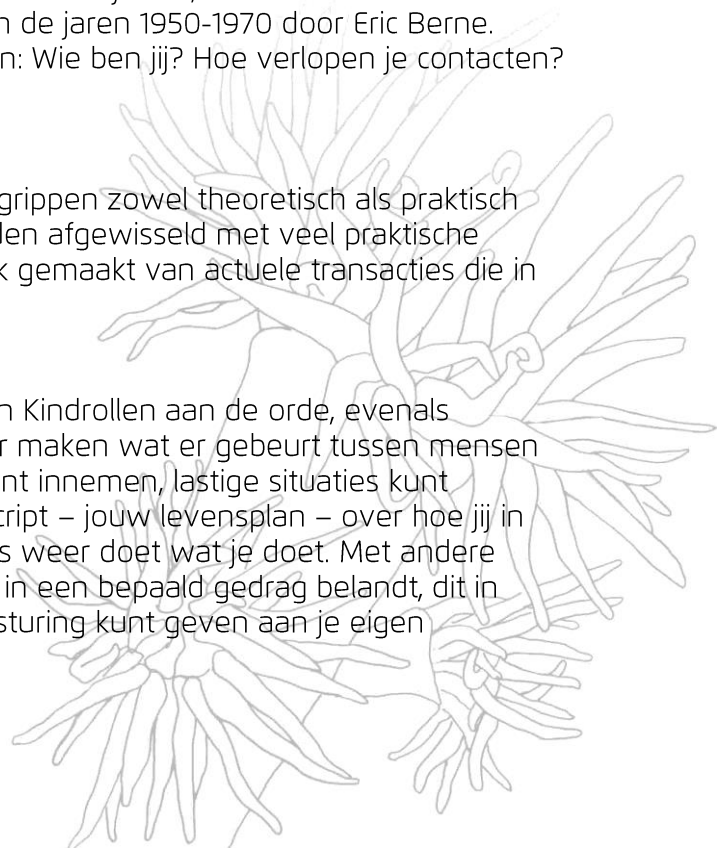 n de jaren 1950-1970 door Eric Berne.
n: Wie ben jij? Hoe verlopen je contacten?
grippen zowel theoretisch als praktisch
den afgewisseld met veel praktische
k gemaakt van actuele transacties die in
n Kindrollen aan de orde, evenals
r maken wat er gebeurt tussen mensen
nt innemen, lastige situaties kunt
cript – jouw levensplan – over hoe jij in
s weer doet wat je doet. Met andere
in een bepaald gedrag belandt, dit in
sturing kunt geven aan je eigen